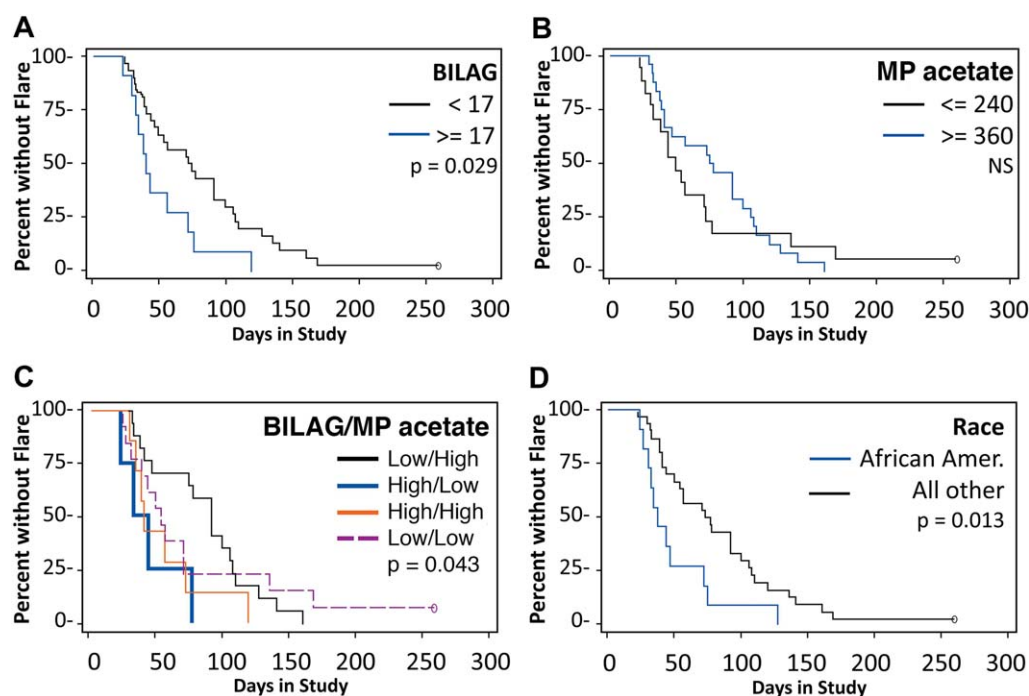 A
Percent without Flare
100-
75-
50-
25-
0-
BILAG
< 17
>= 17
p = 0.029
0 50 100 150 200 250 300
Days in Study
B
Percent without Flare
100-
75-
50-
25-
0-
MP acetate
<= 240
>= 360
NS
0 50 100 150 200 250 300
Days in Study
C
Percent without Flare
100-
75-
50-
25-
0-
BILAG/MP acetate
Low/High
High/Low
High/High
Low/Low
p = 0.043
0 50 100 150 200 250 300
Days in Study
D
Percent without Flare
100-
75-
50-
25-
0-
Race
African Amer.
All other
p = 0.013
0 50 100 150 200 250 300
Days in Study